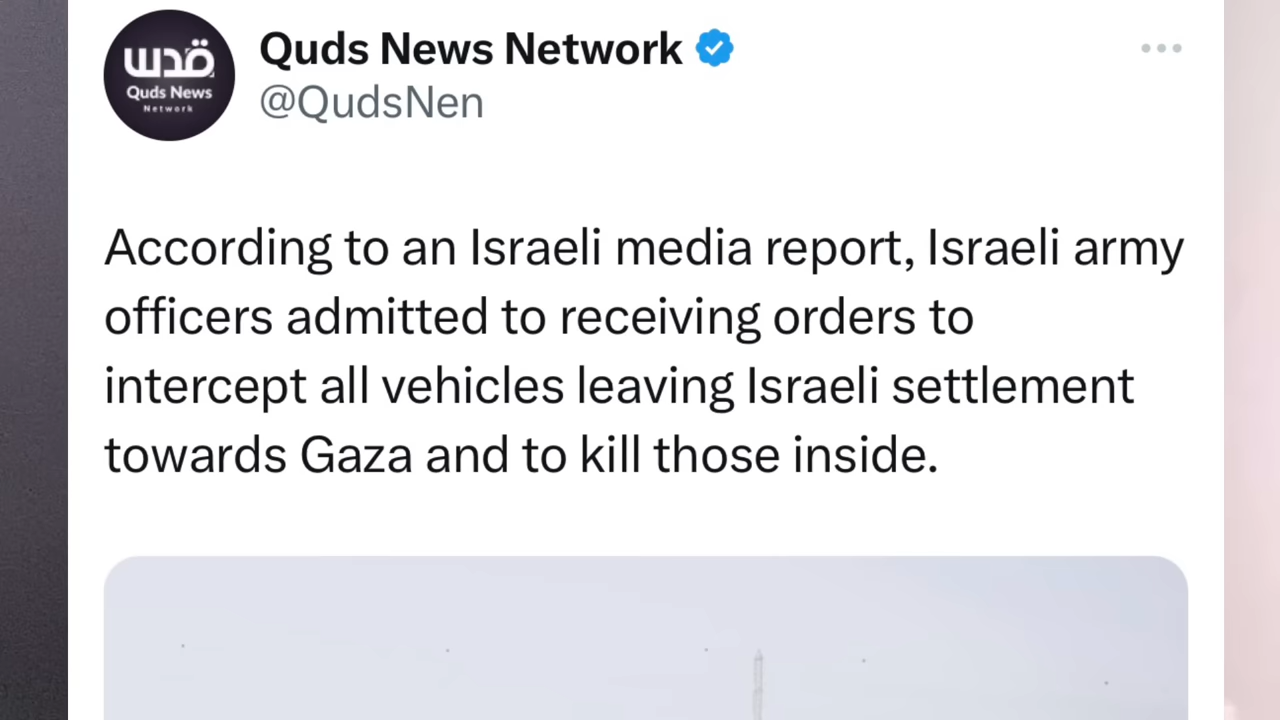 قدس
Quds News
Network
Quds News Network
@QudsNen
According to an Israeli media report, Israeli army
officers admitted to receiving orders to
intercept all vehicles leaving Israeli settlement
towards Gaza and to kill those inside.